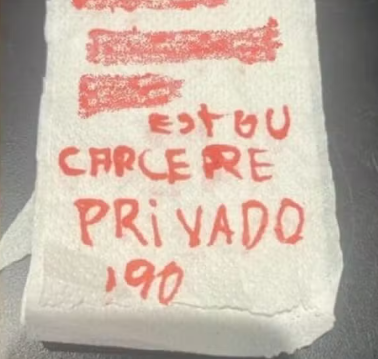 ESTOU
CARCERE
PRiVADO
190